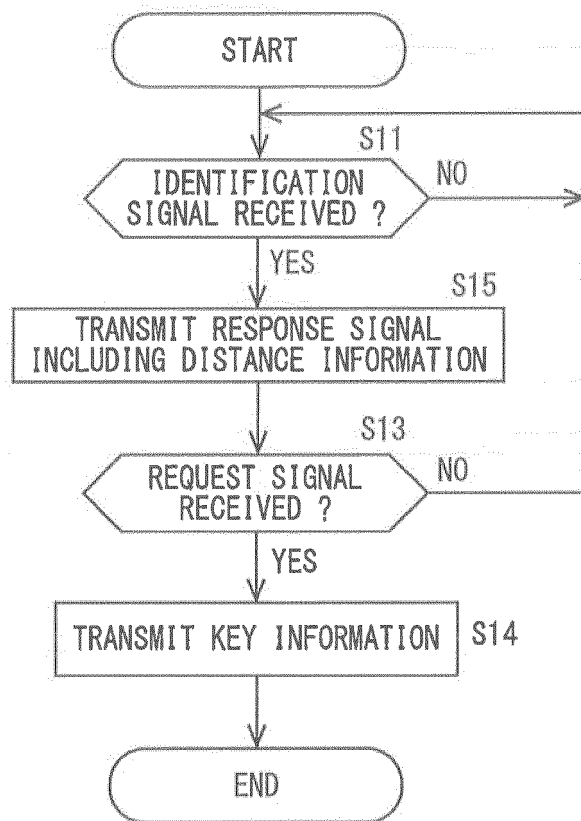 START
S11
IDENTIFICATION
SIGNAL RECEIVED ?
NO
YES
S15
TRANSMIT RESPONSE SIGNAL
INCLUDING DISTANCE INFORMATION
S13
REQUEST SIGNAL
RECEIVED ?
NO
YES
TRANSMIT KEY INFORMATION
S14
END